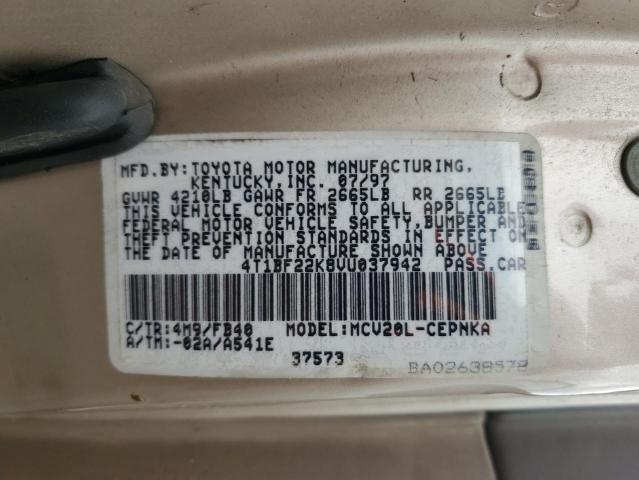 MFD.BY:TOYOTA MOTOR MANUFACTURING,
KENTUCKY,INC. 07/97
GVWR 4210LB GAWR FR 2665LB RR 2665LB
THIS VEHICLE CONFORMS TO ALL APPLICABLE
FEDERAL MOTOR VEHICLE SAFETY,BUMPER AND
THEFT PREVENTION STANDARDS IN EFFECT ON
THE DATE OF MANUFACTURE SHOWN ABOVE.
4T1BF22K8VU037942 PASS.CAR
C/TR:4M9/FB40 MODEL:MCV20L-CEPNKA
A/TM:-02A/A541E
37573
BA02638578